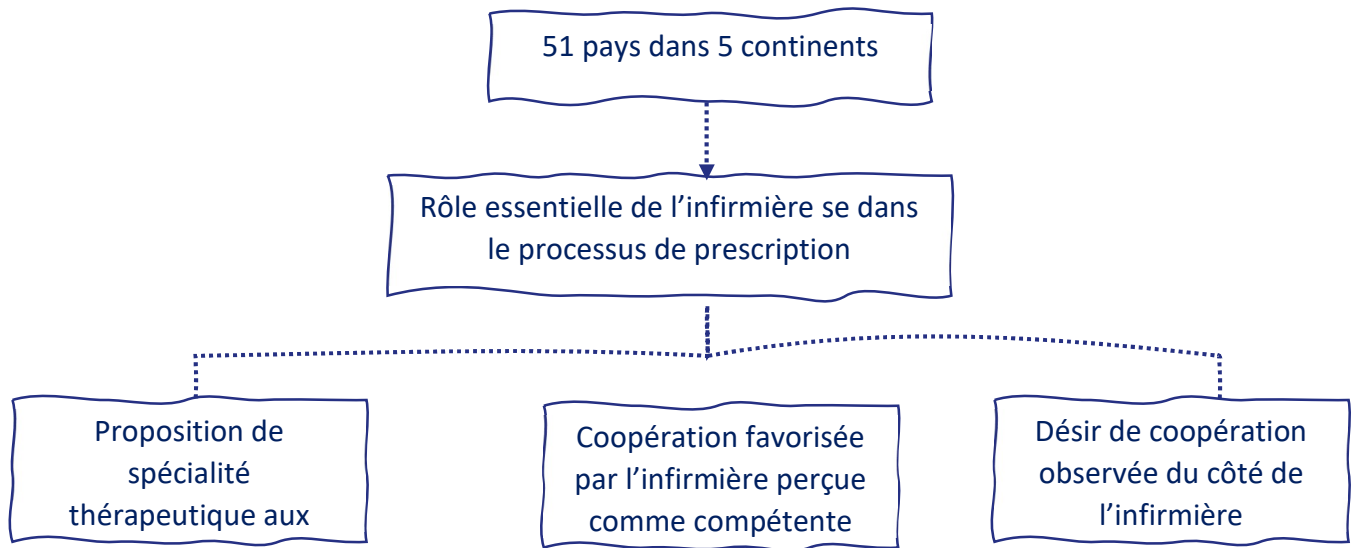 51 pays dans 5 continents
Rôle essentielle de l’infirmière se dans
le processus de prescription
Proposition de
spécialité
thérapeutique aux
Coopération favorisée
par l’infirmière perçue
comme compétente
Désir de coopération
observée du côté de
l’infirmière